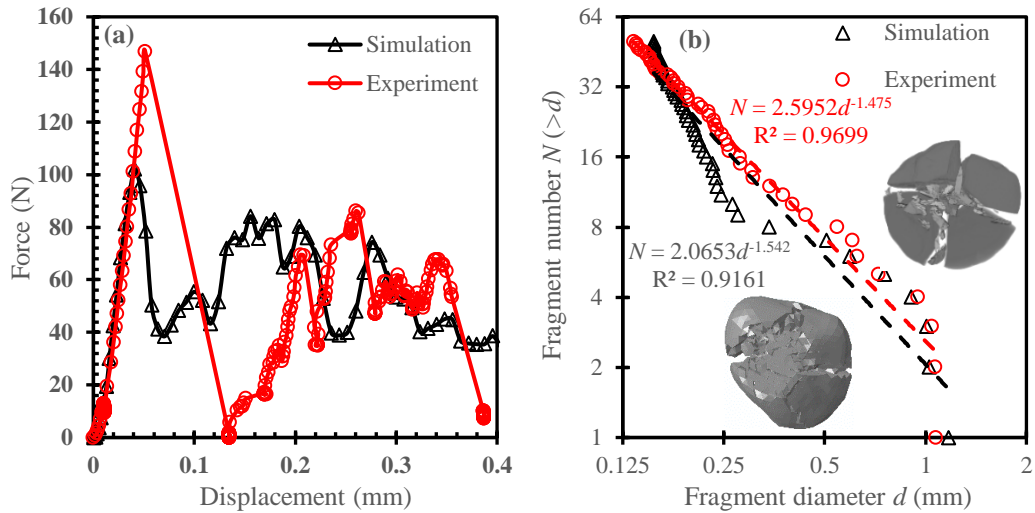 (a)
Simulation
Experiment
Force (N)
160
140
120
100
80
60
40
20
0
0
0.1
0.2
0.3
0.4
Displacement (mm)
(b)
Simulation
Experiment
N = 2.5952d^-1.475
R² = 0.9699
N = 2.0653d^-1.542
R² = 0.9161
Fragment number N (>d)
64
32
16
8
4
2
1
0.125
0.25
0.5
1
2
Fragment diameter d (mm)